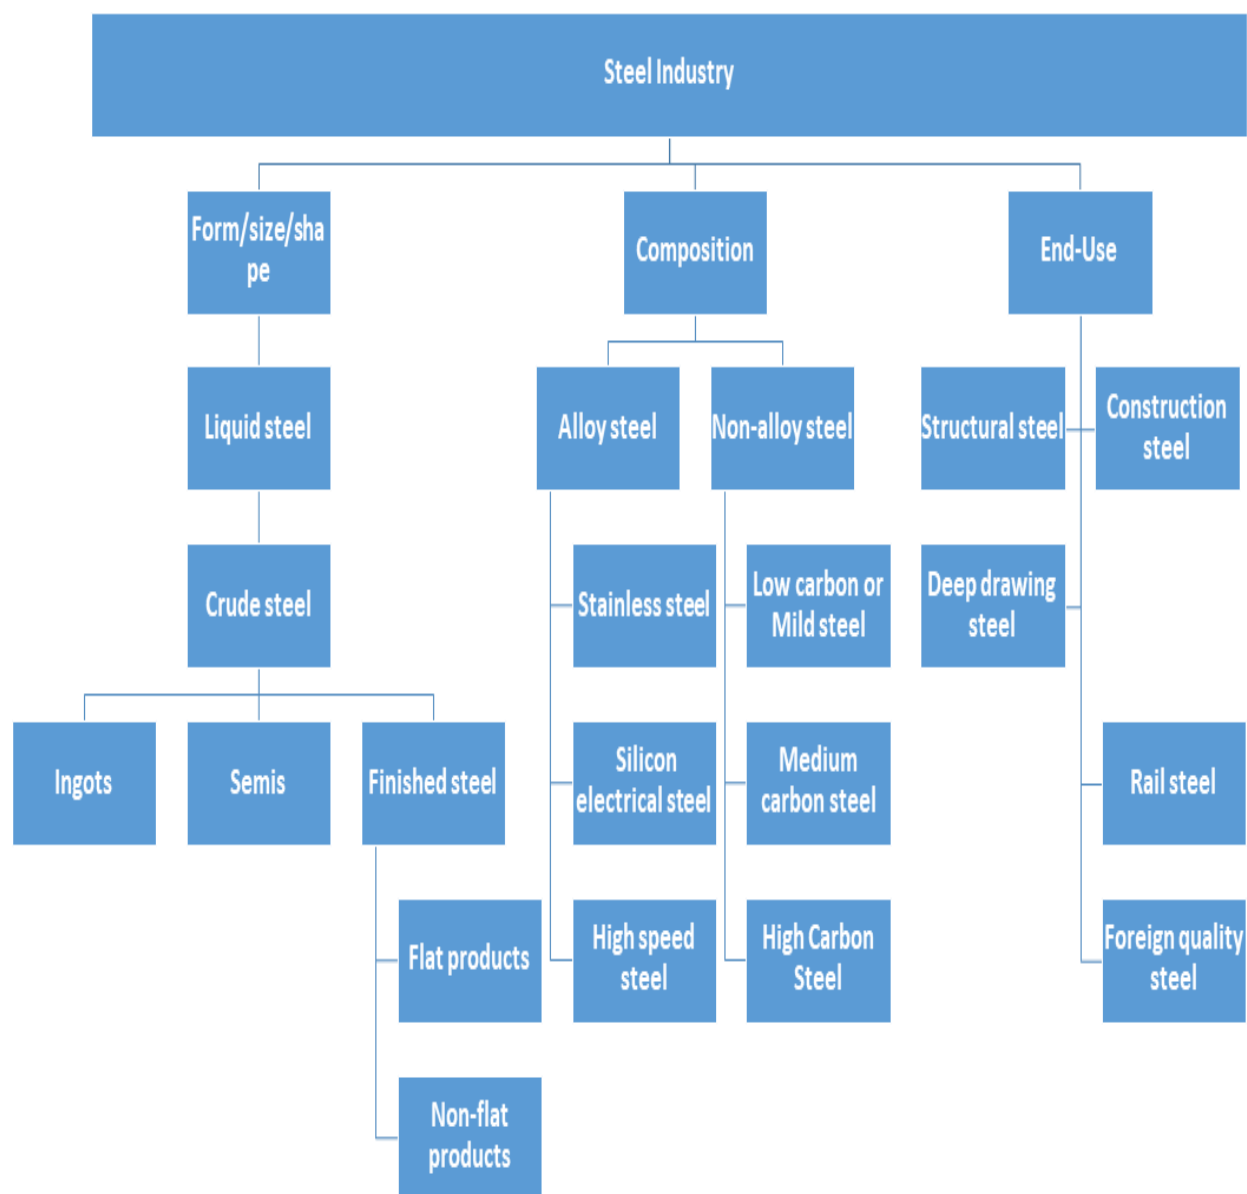 Steel Industry
Form/size/sha
pe
Composition
End-Use
Liquid steel
Alloy steel
Non-alloy steel
Structural steel
Construction
steel
Crude steel
Stainless steel
Low carbon or
Mild steel
Deep drawing
steel
Ingots
Semis
Finished steel
Silicon
electrical steel
Medium
carbon steel
Rail steel
Flat products
High speed
steel
High Carbon
Steel
Foreign quality
steel
Non-flat
products